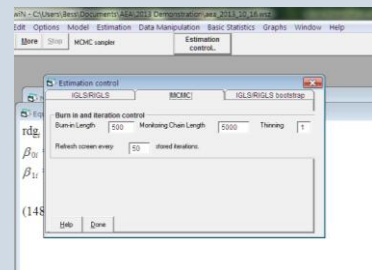 wiN - C:\Users\Bess\Documents\AEA\2013 Demonstration\aea_2013_10_16.wsz
Edit Options Model Estimation Data Manipulation Basic Statistics Graphs Window Help
More Stop MCMC sampler Estimation control..
Estimation control
IGLS/RIGLS MCMC IGLS/RIGLS bootstrap
Burn in and iteration control
Burn-in Length 500 Monitoring Chain Length 5000 Thinning 1
Refresh screen every 50 stored iterations.
Help Done
Equ
rdg,
β0i
β1i
(148